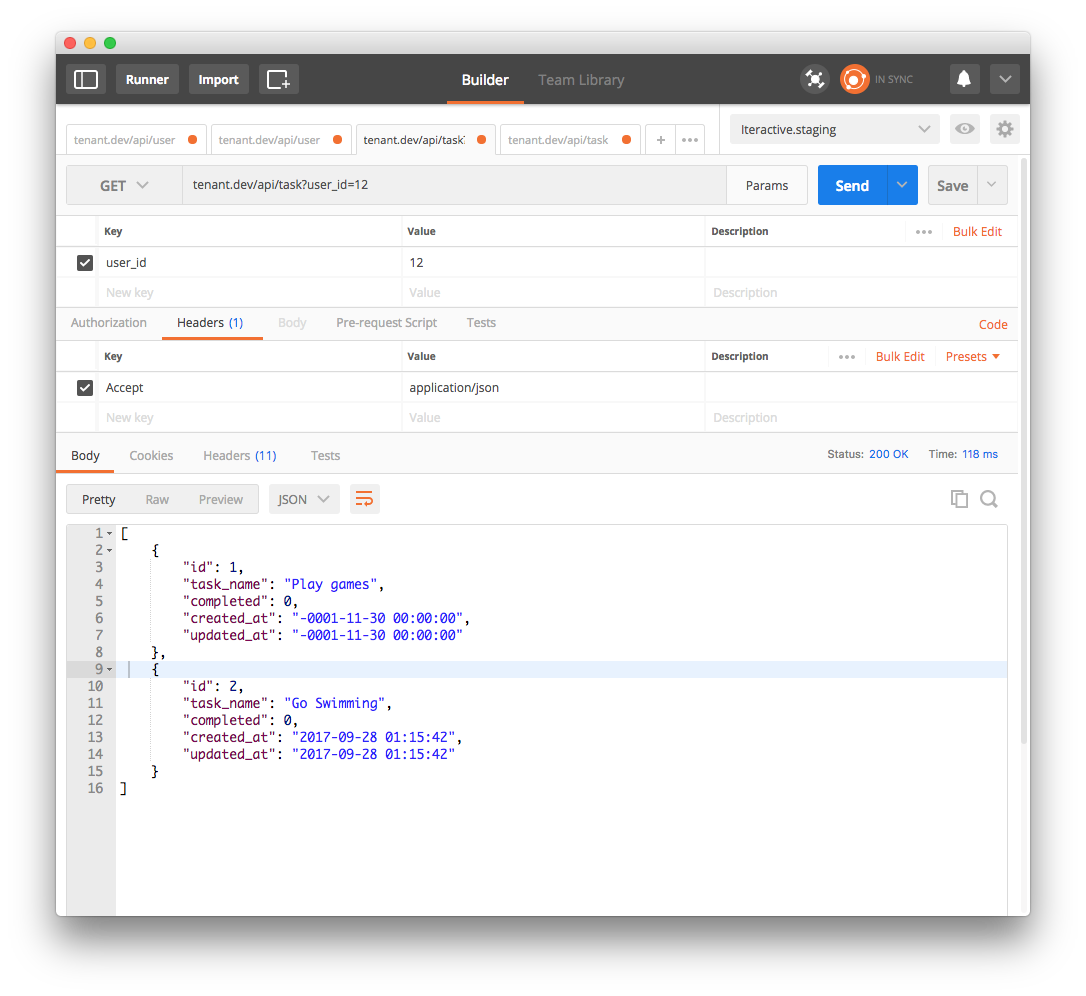 Runner Import Builder Team Library IN SYNC
tenant.dev/api/user tenant.dev/api/user tenant.dev/api/task? tenant.dev/api/task + ••• Iteractive.staging
GET tenant.dev/api/task?user_id=12 Params Send Save
Key Value Description ••• Bulk Edit
user_id 12
New key Value Description
Authorization Headers (1) Body Pre-request Script Tests Code
Key Value Description ••• Bulk Edit Presets
Accept application/json
New key Value Description
Body Cookies Headers (11) Tests Status: 200 OK Time: 118 ms
Pretty Raw Preview JSON
1 [
2 {
3 "id": 1,
4 "task_name": "Play games",
5 "completed": 0,
6 "created_at": "-0001-11-30 00:00:00",
7 "updated_at": "-0001-11-30 00:00:00"
8 },
9 {
10 "id": 2,
11 "task_name": "Go Swimming",
12 "completed": 0,
13 "created_at": "2017-09-28 01:15:42",
14 "updated_at": "2017-09-28 01:15:42"
15 }
16 ]